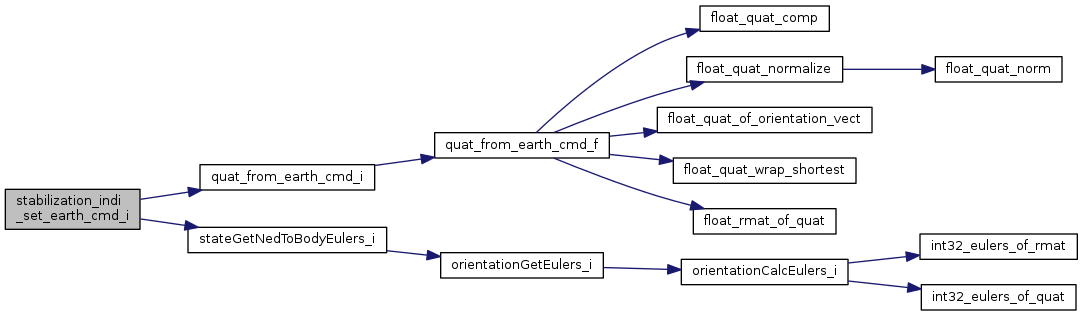 stabilization_indi
_set_earth_cmd_i
quat_from_earth_cmd_i
stateGetNedToBodyEulers_i
quat_from_earth_cmd_f
orientationGetEulers_i
float_quat_comp
float_quat_normalize
float_quat_of_orientation_vect
float_quat_wrap_shortest
float_rmat_of_quat
orientationCalcEulers_i
float_quat_norm
int32_eulers_of_rmat
int32_eulers_of_quat